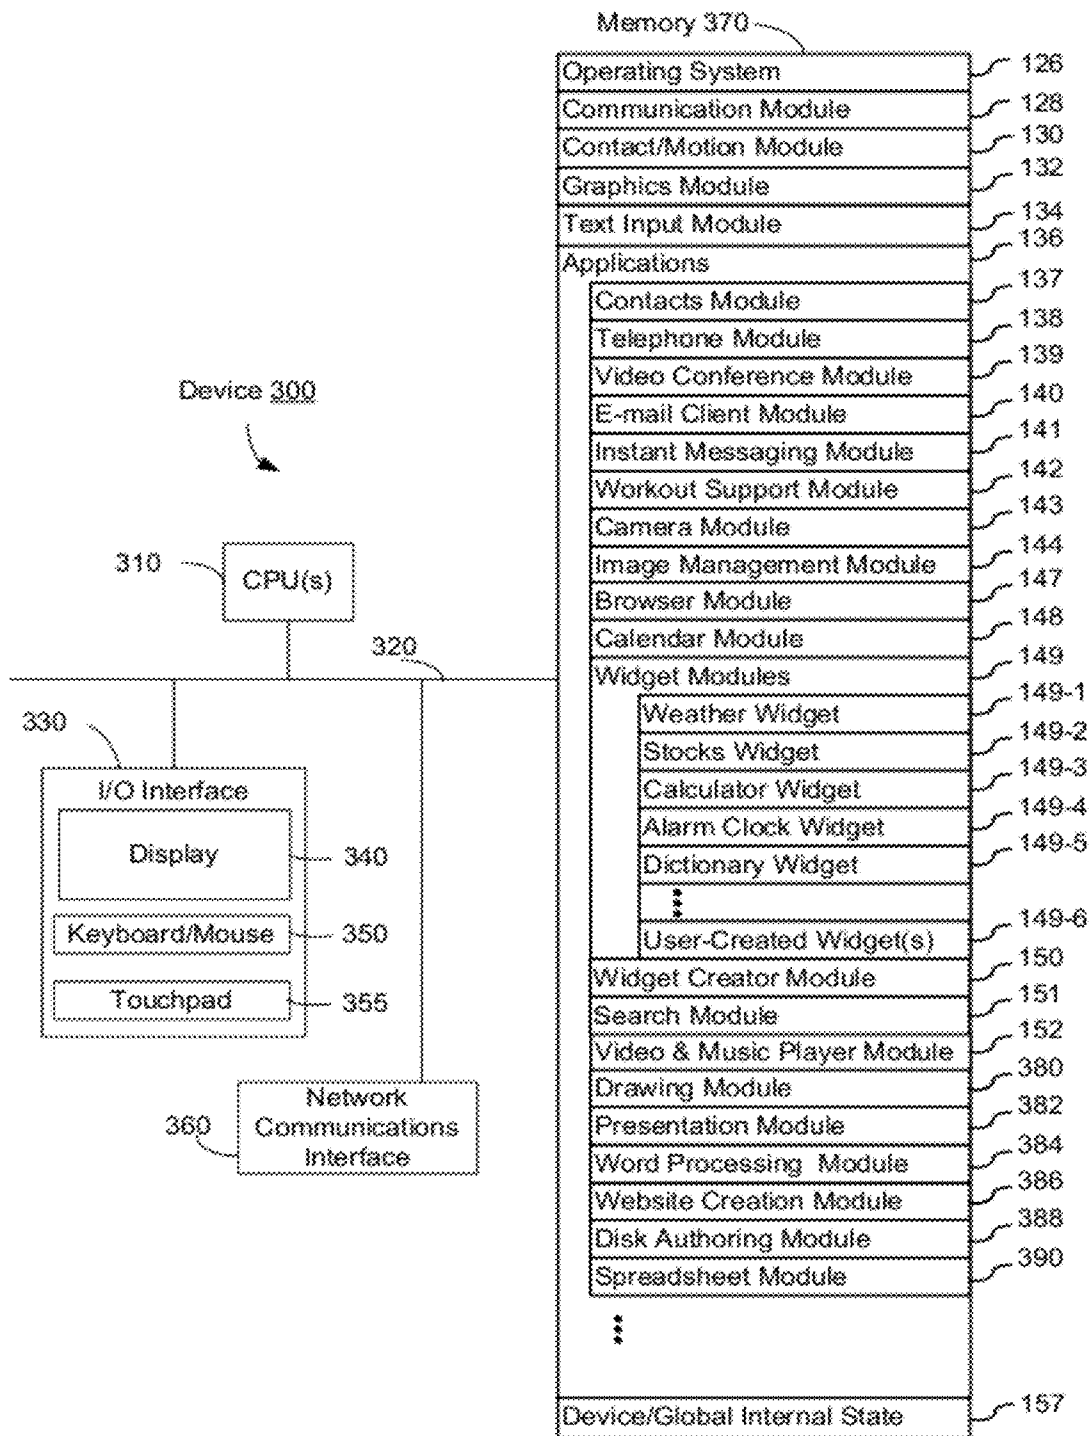 Memory 370
Operating System 126
Communication Module 128
Contact/Motion Module 130
Graphics Module 132
Text Input Module 134
Applications 136
Contacts Module 137
Telephone Module 138
Video Conference Module 139
E-mail Client Module 140
Instant Messaging Module 141
Workout Support Module 142
Camera Module 143
Image Management Module 144
Browser Module 147
Calendar Module 148
Widget Modules 149
Weather Widget 149-1
Stocks Widget 149-2
Calculator Widget 149-3
Alarm Clock Widget 149-4
Dictionary Widget 149-5
User-Created Widget(s) 149-6
Widget Creator Module 150
Search Module 151
Video & Music Player Module 152
Drawing Module 380
Presentation Module 382
Word Processing Module 384
Website Creation Module 386
Disk Authoring Module 388
Spreadsheet Module 390
Device/Global Internal State 157
Device 300
310
CPU(s)
320
330
I/O Interface
Display 340
Keyboard/Mouse 350
Touchpad 355
360
Network
Communications
Interface